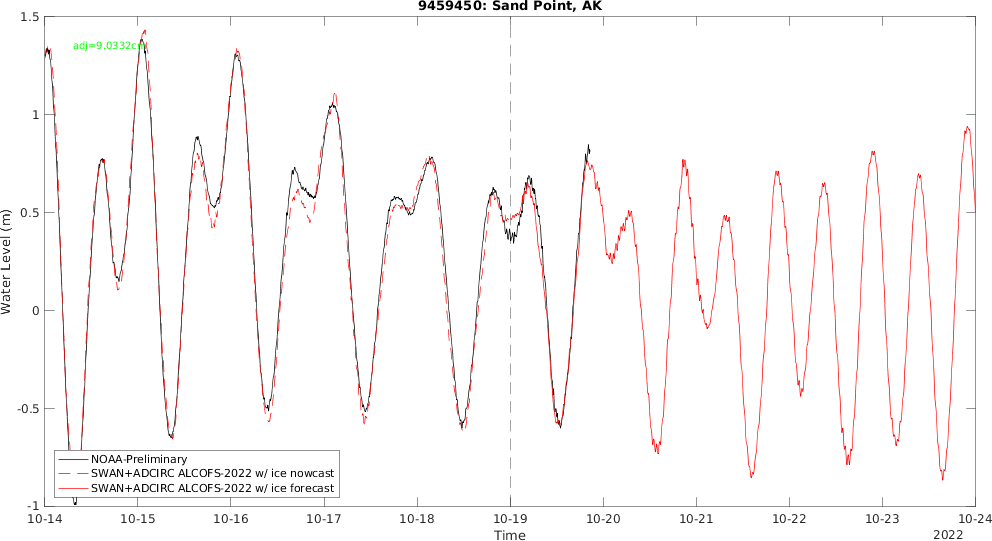 9459450: Sand Point, AK
adj=9.0332cm
Water Level (m)
1.5
1
0.5
0
-0.5
-1
NOAA-Preliminary
SWAN+ADCIRC ALCOFS-2022 w/ ice nowcast
SWAN+ADCIRC ALCOFS-2022 w/ ice forecast
10-14 10-15 10-16 10-17 10-18 10-19 10-20 10-21 10-22 10-23 10-24
Time
2022